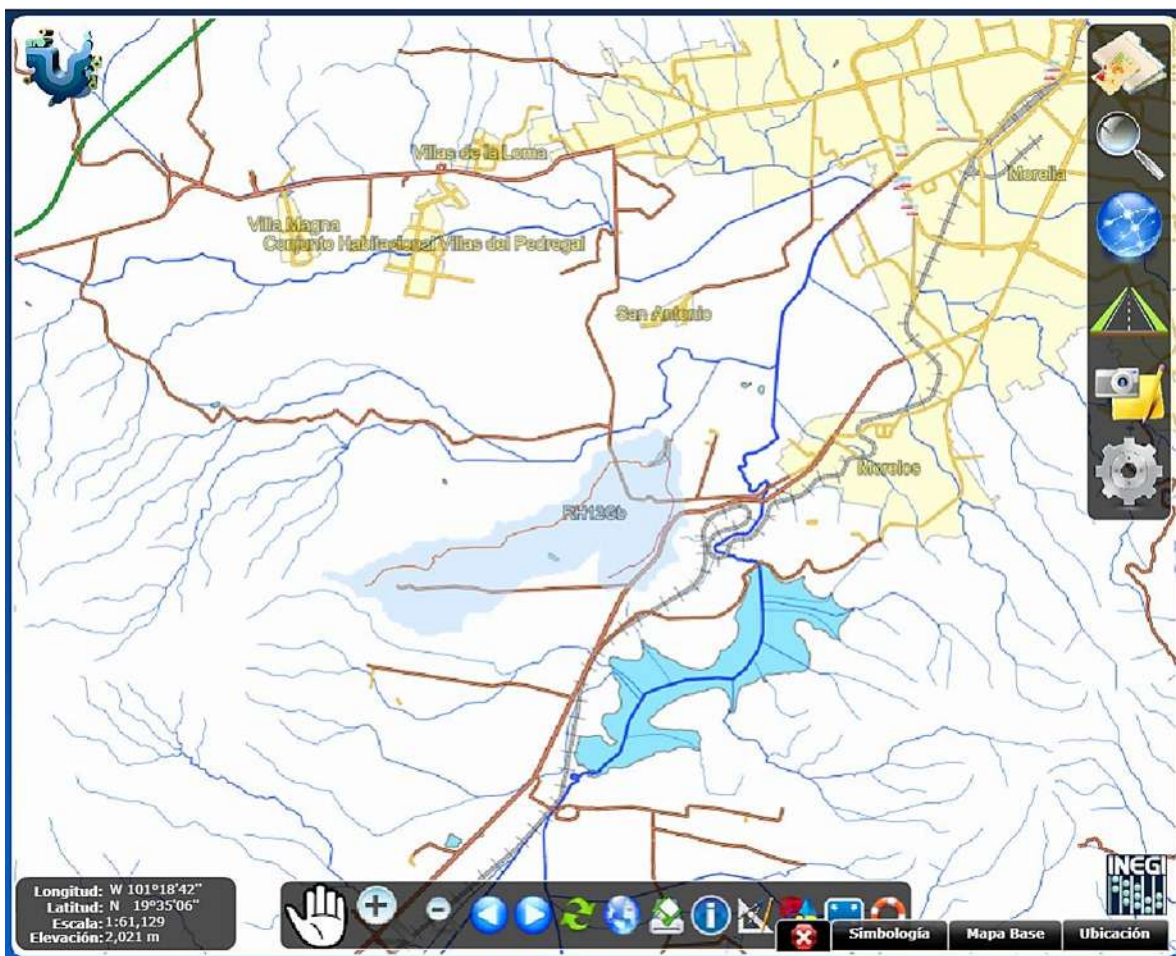 Villas de la Loma
Morelia
Villa Magna
Conjunto Habitacional Villas del Pedregal
San Antonio
Morelos
RH12Gb
INEGI
Longitud: W 101°18'42"
Latitud: N 19°35'06"
Escala: 1:61,129
Elevación: 2,021 m
Simbología
Mapa Base
Ubicación